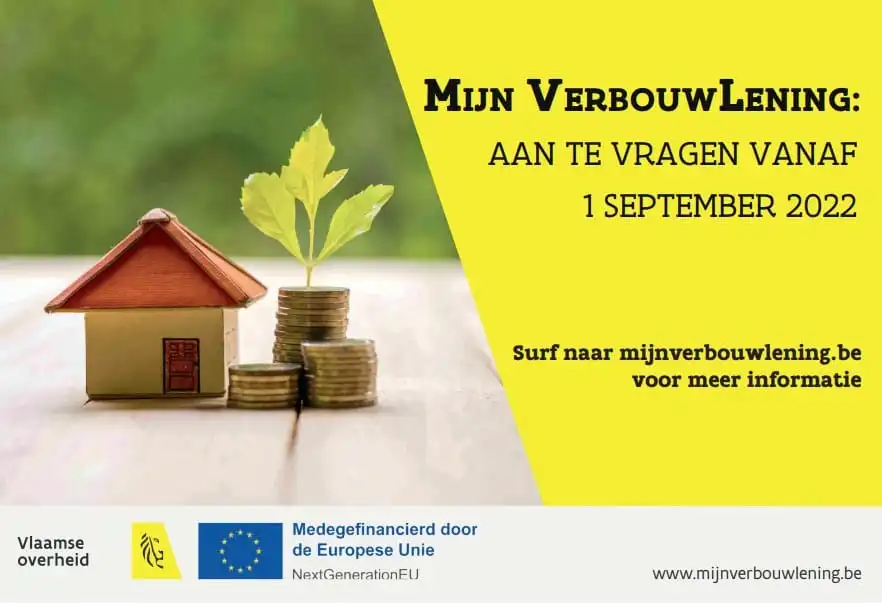 Mijn VerbouwLening:
AAN TE VRAGEN VANAF
1 SEPTEMBER 2022
Surf naar mijnverbouwlening.be
voor meer informatie
Vlaamse
overheid
Medegefinancierd door
de Europese Unie
NextGenerationEU
www.mijnverbouwlening.be